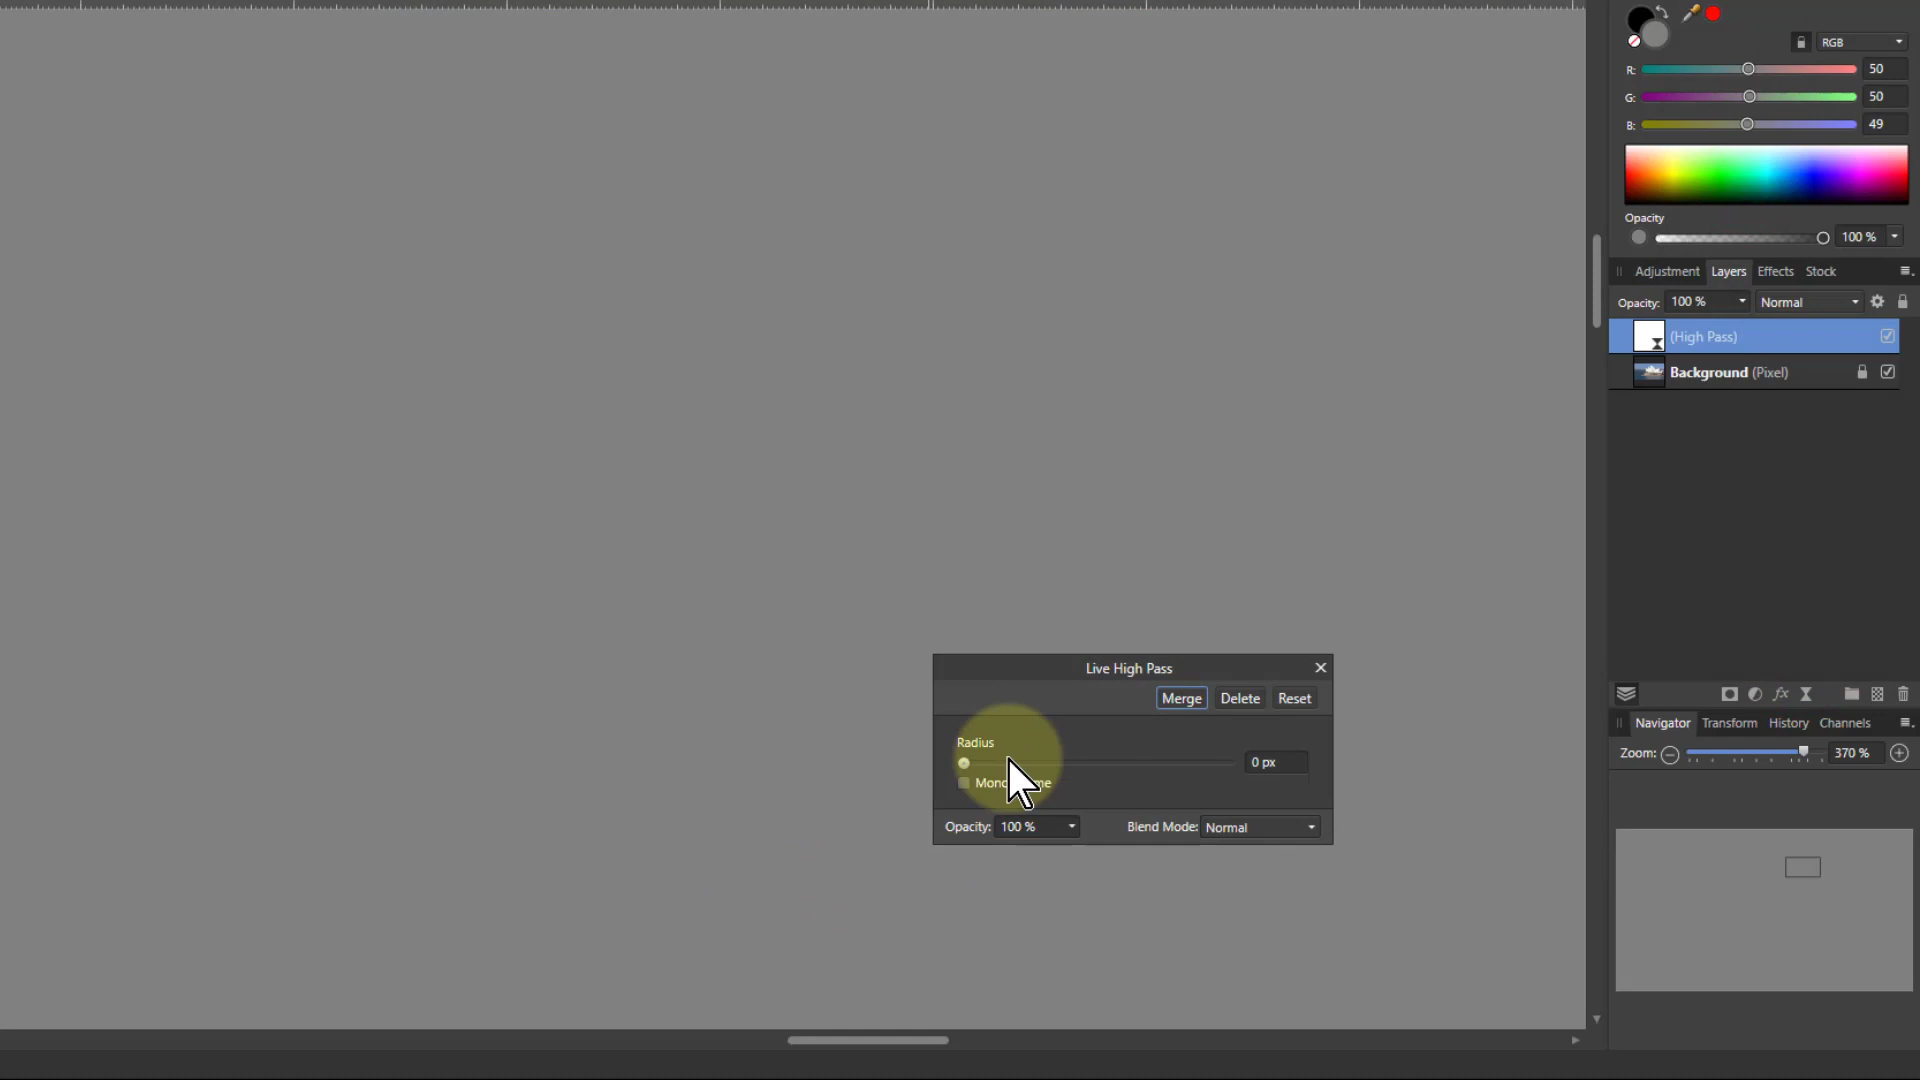 RGB
R: 50
G: 50
B: 49
Opacity
100 %
Adjustment Layers Effects Stock
Opacity: 100 % Normal
(High Pass)
Background (Pixel)
fx
Navigator Transform History Channels
Zoom: 370 %
Live High Pass
Merge Delete Reset
Radius
0 px
Opacity: 100 % Blend Mode: Normal